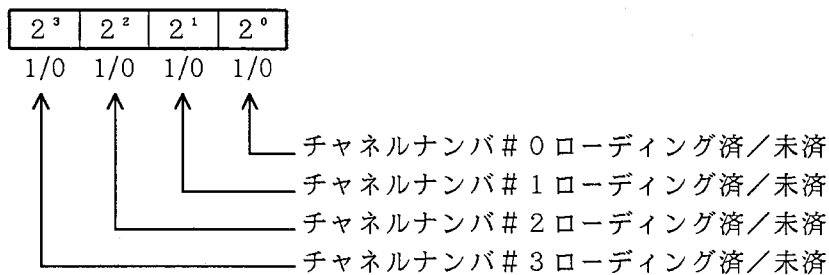 2³ 2² 2¹ 2⁰
1/0 1/0 1/0 1/0
チャネルナンバ#0ローディング済/未済
チャネルナンバ#1ローディング済/未済
チャネルナンバ#2ローディング済/未済
チャネルナンバ#3ローディング済/未済